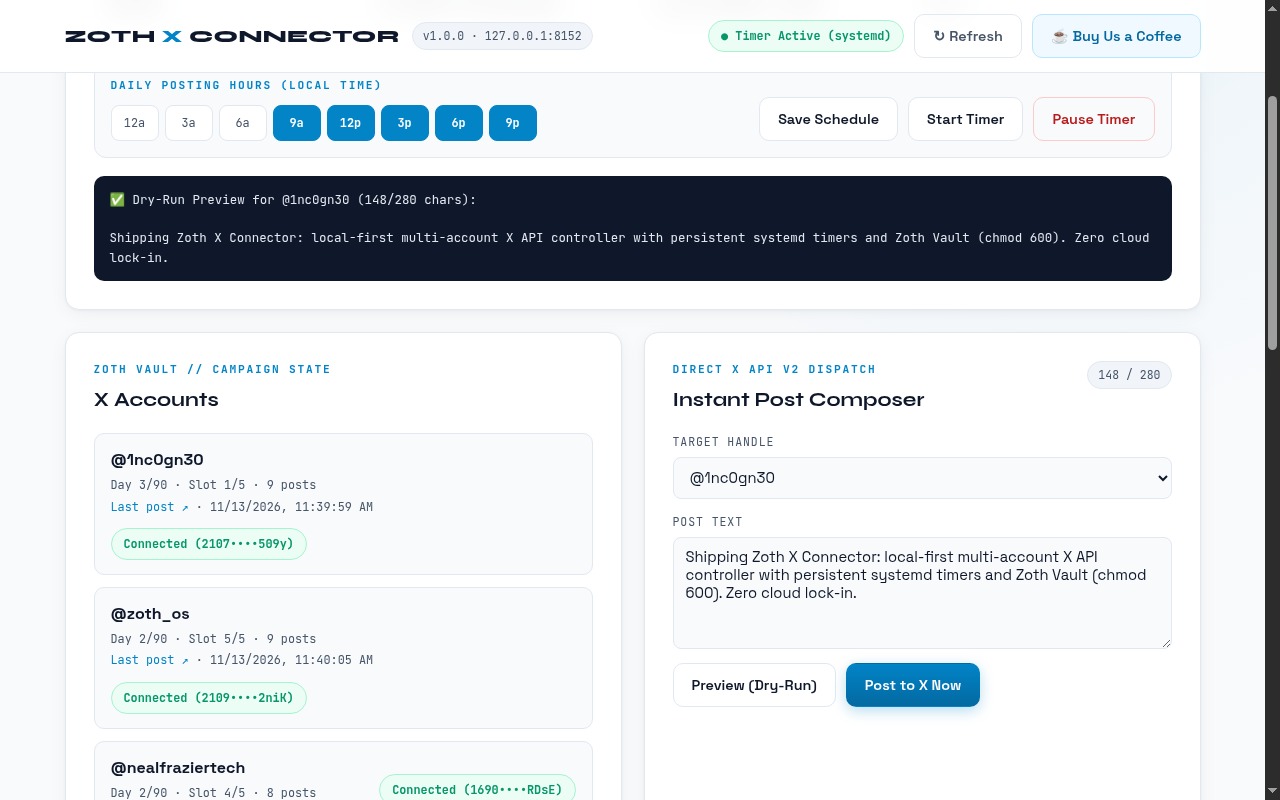 ZOTH X CONNECTOR
v1.0.0 · 127.0.0.1:8152
● Timer Active (systemd)
↻ Refresh
☕ Buy Us a Coffee
DAILY POSTING HOURS (LOCAL TIME)
12a
3a
6a
9a
12p
3p
6p
9p
Save Schedule
Start Timer
Pause Timer
✅ Dry-Run Preview for @1nc0gn30 (148/280 chars):
Shipping Zoth X Connector: local-first multi-account X API controller with persistent systemd timers and Zoth Vault (chmod 600). Zero cloud
lock-in.
ZOTH VAULT // CAMPAIGN STATE
X Accounts
@1nc0gn30
Day 3/90 · Slot 1/5 · 9 posts
Last post ↗ · 11/13/2026, 11:39:59 AM
Connected (2107••••509y)
@zoth_os
Day 2/90 · Slot 5/5 · 9 posts
Last post ↗ · 11/13/2026, 11:40:05 AM
Connected (2109••••2niK)
@nealfraziertech
Day 2/90 · Slot 4/5 · 8 posts
Connected (1690••••RDsE)
DIRECT X API V2 DISPATCH
148 / 280
Instant Post Composer
TARGET HANDLE
@1nc0gn30
POST TEXT
Shipping Zoth X Connector: local-first multi-account X API
controller with persistent systemd timers and Zoth Vault (chmod
600). Zero cloud lock-in.
Preview (Dry-Run)
Post to X Now